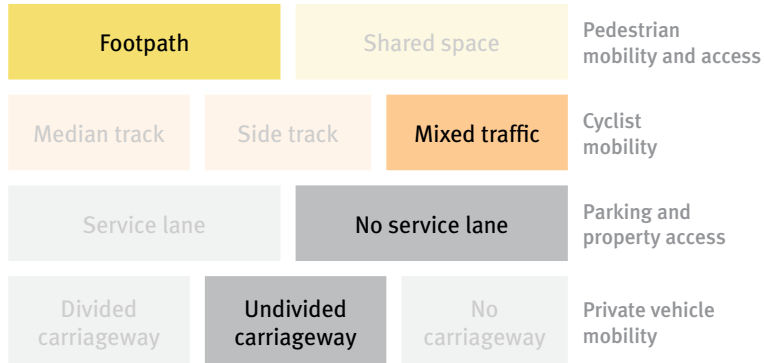 Footpath
Shared space
Pedestrian
mobility and access
Median track
Side track
Mixed traffic
Cyclist
mobility
Service lane
No service lane
Parking and
property access
Divided
carriageway
Undivided
carriageway
No
carriageway
Private vehicle
mobility